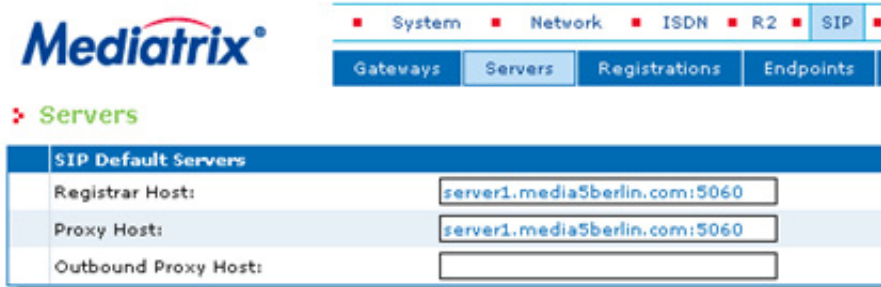 Mediatrix®
System Network ISDN R2 SIP
Gateways Servers Registrations Endpoints
Servers
SIP Default Servers
Registrar Host: server1.media5berlin.com:5060
Proxy Host: server1.media5berlin.com:5060
Outbound Proxy Host: